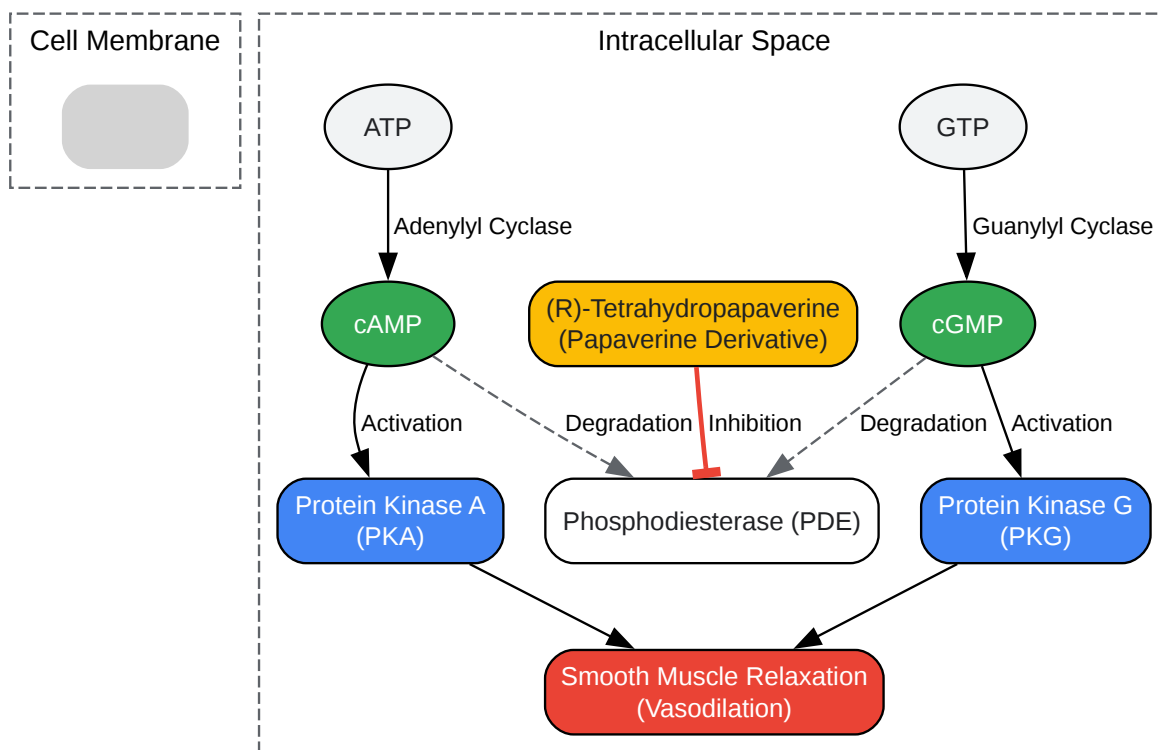 Cell Membrane
Intracellular Space
ATP
GTP
Adenylyl Cyclase
Guanylyl Cyclase
cAMP
(R)-Tetrahydropapaverine
(Papaverine Derivative)
cGMP
Activation
Degradation
Inhibition
Degradation
Activation
Protein Kinase A
(PKA)
Phosphodiesterase (PDE)
Protein Kinase G
(PKG)
Smooth Muscle Relaxation
(Vasodilation)